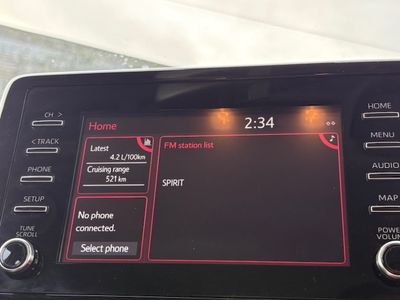 CH >
< TRACK
PHONE
SETUP
TUNE
SCROLL
Home
2:34
Latest
4.2 L/100km
Cruising range
521 km
No phone
connected.
Select phone
FM station list
SPIRIT
HOME
MENU
AUDIO
MAP
POWER
VOLUME